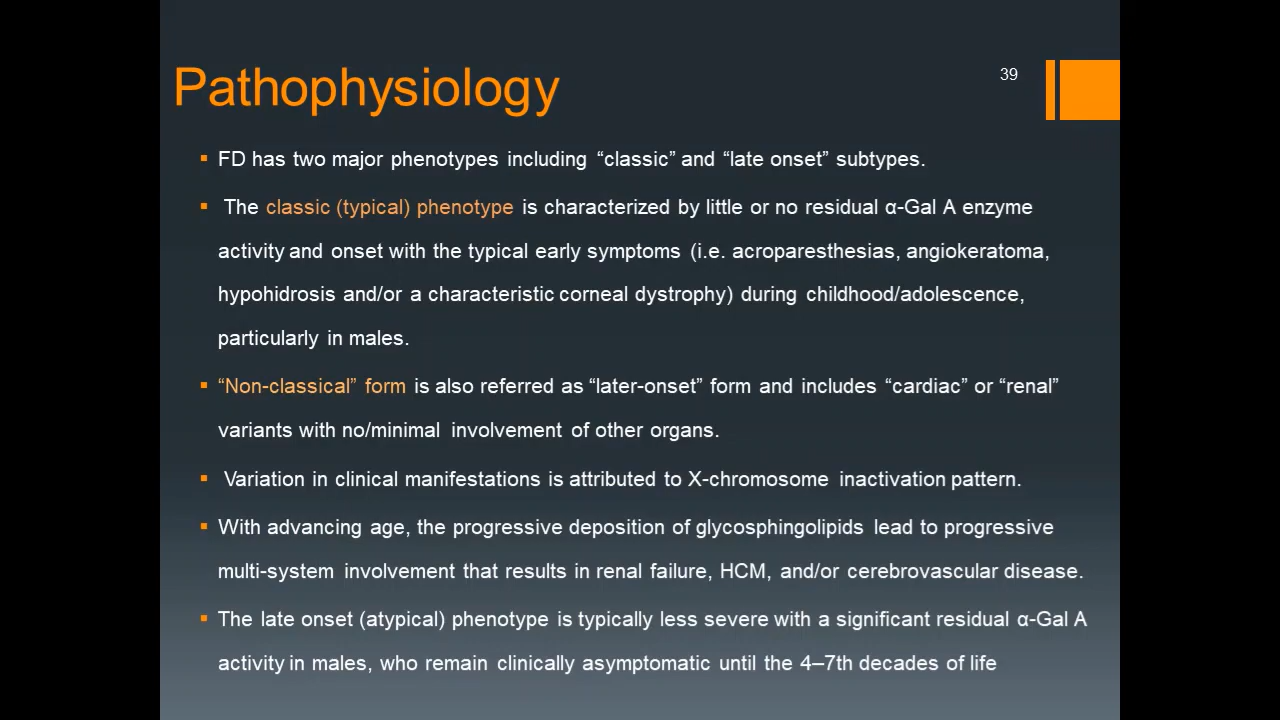 Pathophysiology
39
▪ FD has two major phenotypes including “classic” and “late onset” subtypes.
▪ The classic (typical) phenotype is characterized by little or no residual α-Gal A enzyme
activity and onset with the typical early symptoms (i.e. acroparesthesias, angiokeratoma,
hypohidrosis and/or a characteristic corneal dystrophy) during childhood/adolescence,
particularly in males.
▪ “Non-classical” form is also referred as “later-onset” form and includes “cardiac” or “renal”
variants with no/minimal involvement of other organs.
▪ Variation in clinical manifestations is attributed to X-chromosome inactivation pattern.
▪ With advancing age, the progressive deposition of glycosphingolipids lead to progressive
multi-system involvement that results in renal failure, HCM, and/or cerebrovascular disease.
▪ The late onset (atypical) phenotype is typically less severe with a significant residual α-Gal A
activity in males, who remain clinically asymptomatic until the 4–7th decades of life